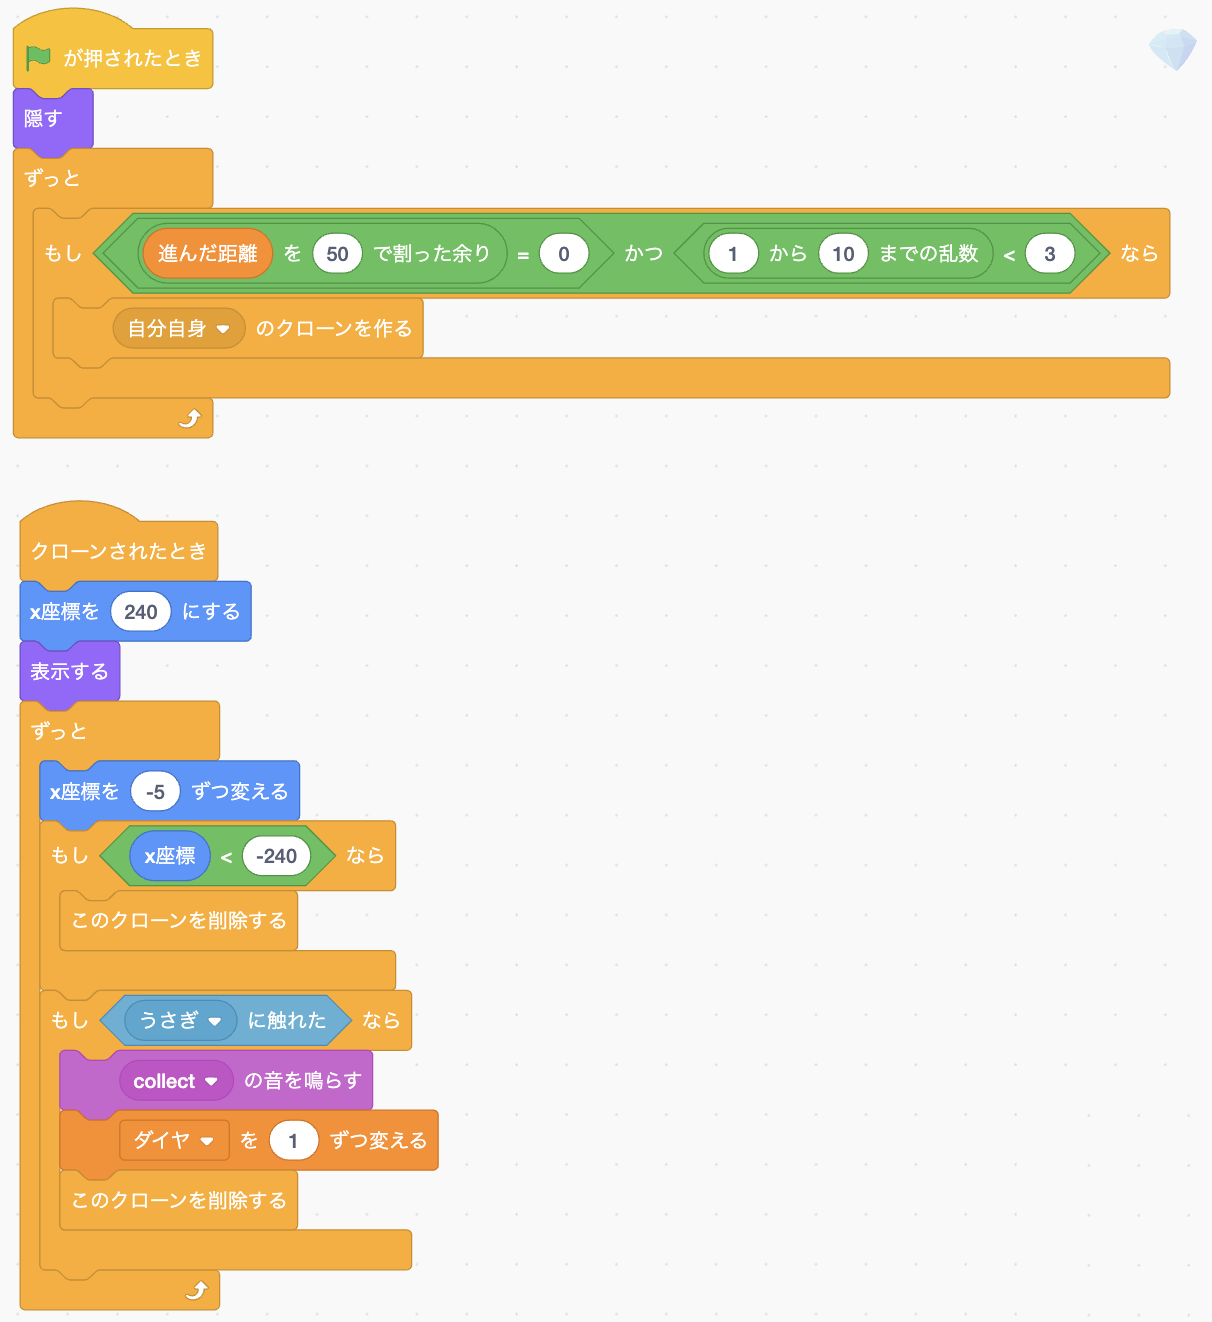 が押されたとき
隠す
ずっと
もし 進んだ距離 を 50 で割った余り = 0 かつ 1 から 10 までの乱数 < 3 なら
自分自身 のクローンを作る
クローンされたとき
x座標を 240 にする
表示する
ずっと
x座標を -5 ずつ変える
もし x座標 < -240 なら
このクローンを削除する
もし うさぎ に触れた なら
collect の音を鳴らす
ダイヤ を 1 ずつ変える
このクローンを削除する